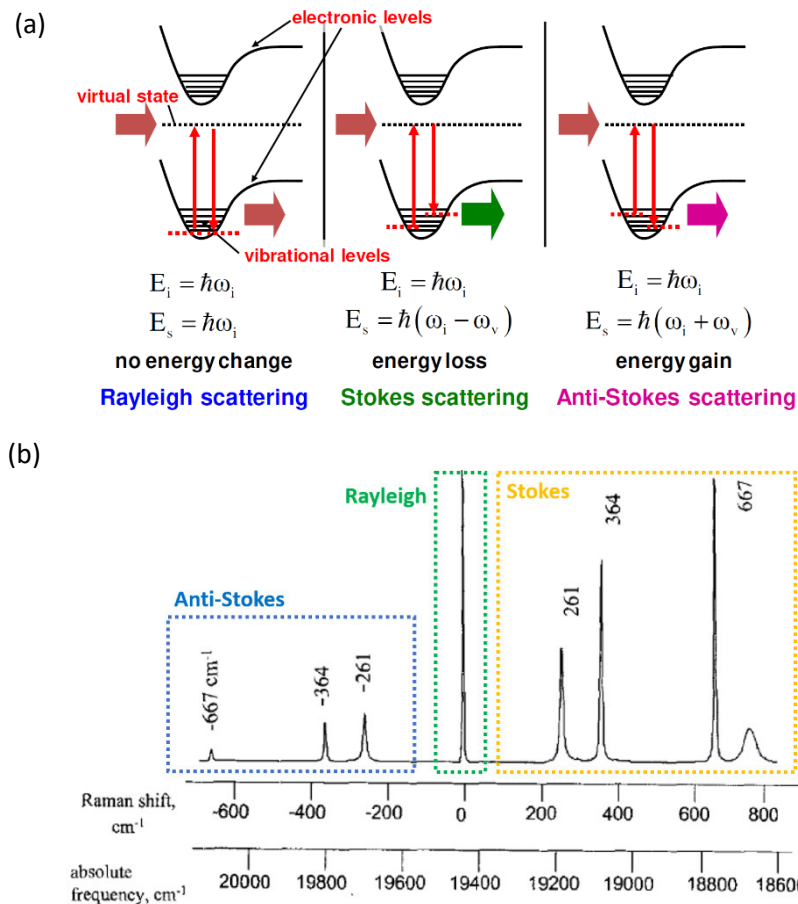 (a)
electronic levels
virtual state
vibrational levels
E_i = ħω_i
E_s = ħω_i
no energy change
Rayleigh scattering
E_i = ħω_i
E_s = ħ(ω_i − ω_v)
energy loss
Stokes scattering
E_i = ħω_i
E_s = ħ(ω_i + ω_v)
energy gain
Anti-Stokes scattering
(b)
Rayleigh
Stokes
Anti-Stokes
-667 cm⁻¹
-364
-261
261
364
667
Raman shift,
cm⁻¹
-600 -400 -200 0 200 400 600 800
absolute
frequency, cm⁻¹
20000 19800 19600 19400 19200 19000 18800 18600